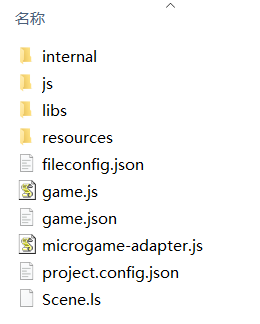 名称
internal
js
libs
resources
fileconfig.json
game.js
game.json
microgame-adapter.js
project.config.json
Scene.ls